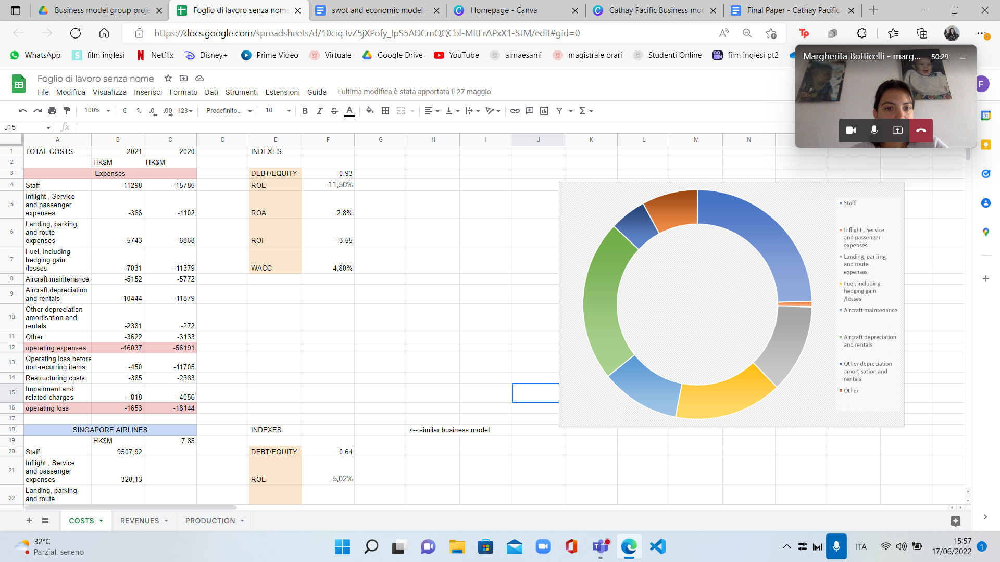 Business model group proje
Foglio di lavoro senza nome
swot and economic model -
Homepage - Canva
Cathay Pacific Business mod
Final Paper - Cathay Pacific
https://docs.google.com/spreadsheets/d/10ciq3vZ5jXPofy_IpS5ADCmQQCbl-MltFrAPxX1-SJM/edit#gid=0
WhatsApp
film inglesi
Netflix
Disney+
Prime Video
Virtuale
Google Drive
YouTube
almaesami
magistrale orari
Studenti Online
film inglesi pt2
Margherita Botticelli - marg... 50:29
Foglio di lavoro senza nome
File Modifica Visualizza Inserisci Formato Dati Strumenti Estensioni Guida L'ultima modifica è stata apportata il 27 maggio
100% € % .0 .00 123 Predefinito... 10 B I S A
J15 fx
A B C D E F G H I J K L M N
1 TOTAL COSTS 2021 2020 INDEXES
2 HK$M HK$M
3 Expenses DEBT/EQUITY 0,93
4 Staff -11298 -15786 ROE -11,50%
5 Inflight , Service
and passenger
expenses -366 -1102 ROA −2.8%
6 Landing, parking,
and route
expenses -5743 -6868 ROI -3,55
7 Fuel, including
hedging gain
/losses -7031 -11379 WACC 4,80%
8 Aircraft maintenance -5152 -5772
9 Aircraft depreciation
and rentals -10444 -11879
10 Other depreciation
amortisation and
rentals -2381 -272
11 Other -3622 -3133
12 operating expenses -46037 -56191
13 Operating loss before
non-recurring items -450 -11705
14 Restructuring costs -385 -2383
15 Impairment and
related charges -818 -4056
16 operating loss -1653 -18144
17
18 SINGAPORE AIRLINES INDEXES <-- similar business model
19 HK$M 7,85
20 Staff 9507,92 DEBT/EQUITY 0,64
21 Inflight , Service
and passenger
expenses 328,13 ROE -5,02%
22 Landing, parking,
and route
Staff
Inflight , Service
and passenger
expenses
Landing, parking,
and route
expenses
Fuel, including
hedging gain
/losses
Aircraft maintenance
Aircraft depreciation
and rentals
Other depreciation
amortisation and
rentals
Other
31
F
COSTS REVENUES PRODUCTION
32°C
Parzial. sereno
ITA
15:57
17/06/2022
1